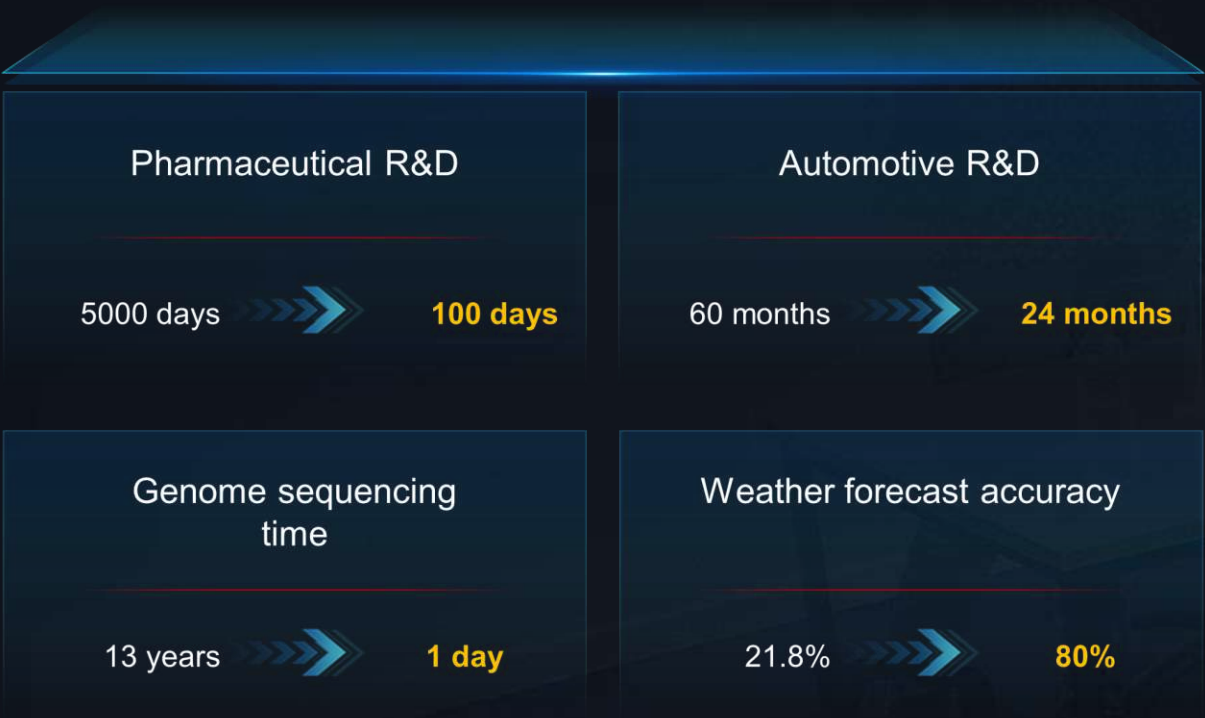 Pharmaceutical R&D
5000 days
100 days
Automotive R&D
60 months
24 months
Genome sequencing
time
13 years
1 day
Weather forecast accuracy
21.8%
80%